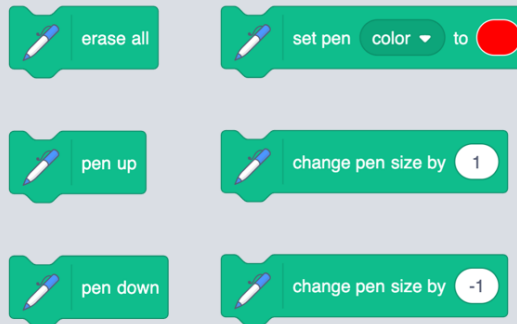 erase all
set pen color to
pen up
change pen size by 1
pen down
change pen size by -1